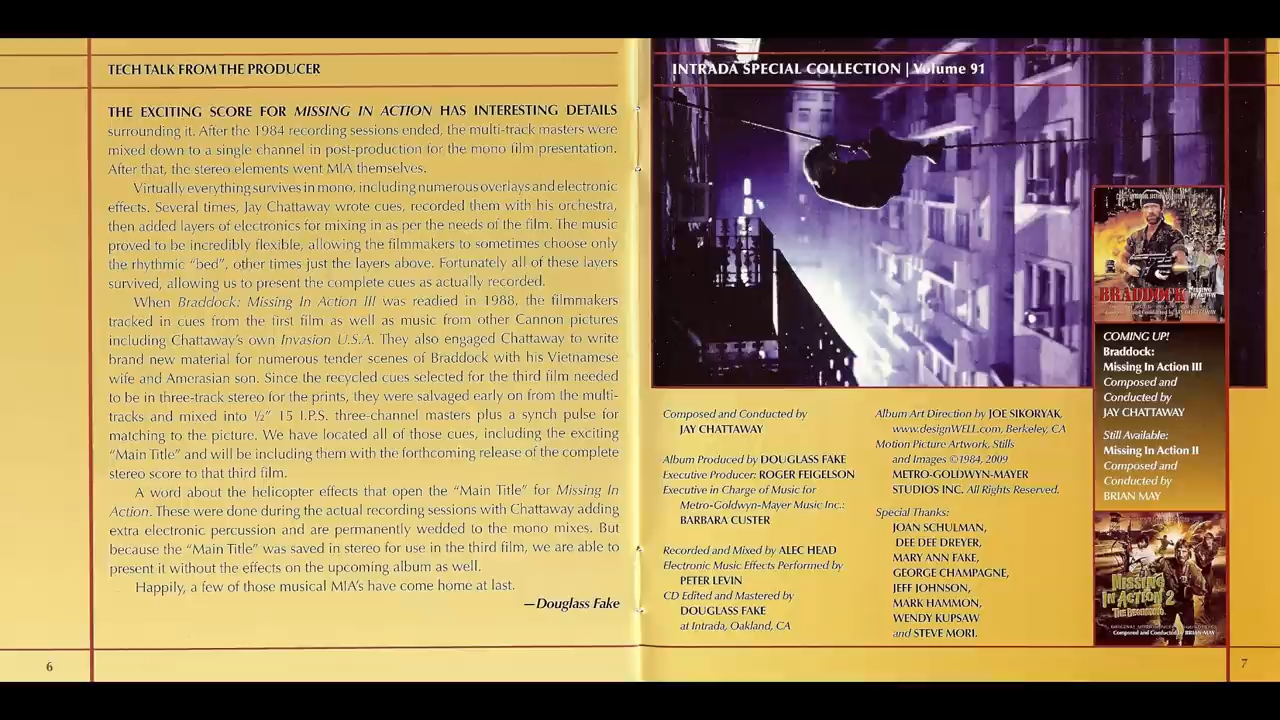 TECH TALK FROM THE PRODUCER
THE EXCITING SCORE FOR MISSING IN ACTION HAS INTERESTING DETAILS
surrounding it. After the 1984 recording sessions ended, the multi-track masters were
mixed down to a single channel in post-production for the mono film presentation.
After that, the stereo elements went MIA themselves.
Virtually everything survives in mono, including numerous overlays and electronic
effects. Several times, Jay Chattaway wrote cues, recorded them with his orchestra,
then added layers of electronics for mixing in as per the needs of the film. The music
proved to be incredibly flexible, allowing the filmmakers to sometimes choose only
the rhythmic “bed”, other times just the layers above. Fortunately all of these layers
survived, allowing us to present the complete cues as actually recorded.
When Braddock: Missing In Action III was readied in 1988, the filmmakers
tracked in cues from the first film as well as music from other Cannon pictures
including Chattaway’s own Invasion U.S.A. They also engaged Chattaway to write
brand new material for numerous tender scenes of Braddock with his Vietnamese
wife and Amerasian son. Since the recycled cues selected for the third film needed
to be in three-track stereo for the prints, they were salvaged early on from the multi-
tracks and mixed into ½” 15 I.P.S. three-channel masters plus a synch pulse for
matching to the picture. We have located all of those cues, including the exciting
“Main Title” and will be including them with the forthcoming release of the complete
stereo score to that third film.
A word about the helicopter effects that open the “Main Title” for Missing In
Action. These were done during the actual recording sessions with Chattaway adding
extra electronic percussion and are permanently wedded to the mono mixes. But
because the “Main Title” was saved in stereo for use in the third film, we are able to
present it without the effects on the upcoming album as well.
Happily, a few of those musical MIA’s have come home at last.
—Douglass Fake
6
INTRADA SPECIAL COLLECTION | Volume 91
Composed and Conducted by
JAY CHATTAWAY
Album Produced by DOUGLASS FAKE
Executive Producer: ROGER FEIGELSON
Executive in Charge of Music for
Metro-Goldwyn-Mayer Music Inc.:
BARBARA CUSTER
Recorded and Mixed by ALEC HEAD
Electronic Music Effects Performed by
PETER LEVIN
CD Edited and Mastered by
DOUGLASS FAKE
at Intrada, Oakland, CA
Album Art Direction by JOE SIKORYAK,
www.designWELL.com, Berkeley, CA
Motion Picture Artwork, Stills
and Images ©1984, 2009
METRO-GOLDWYN-MAYER
STUDIOS INC. All Rights Reserved.
Special Thanks:
JOAN SCHULMAN,
DEE DEE DREYER,
MARY ANN FAKE,
GEORGE CHAMPAGNE,
JEFF JOHNSON,
MARK HAMMON,
WENDY KUPSAW
and STEVE MORI.
BRADDOCK
MISSING
IN ACTION
COMING UP!
Braddock:
Missing In Action III
Composed and
Conducted by
JAY CHATTAWAY
Still Available:
Missing In Action II
Composed and
Conducted by
BRIAN MAY
MISSING
IN ACTION 2
THE BEGINNING
Composed and Conducted by BRIAN MAY
7